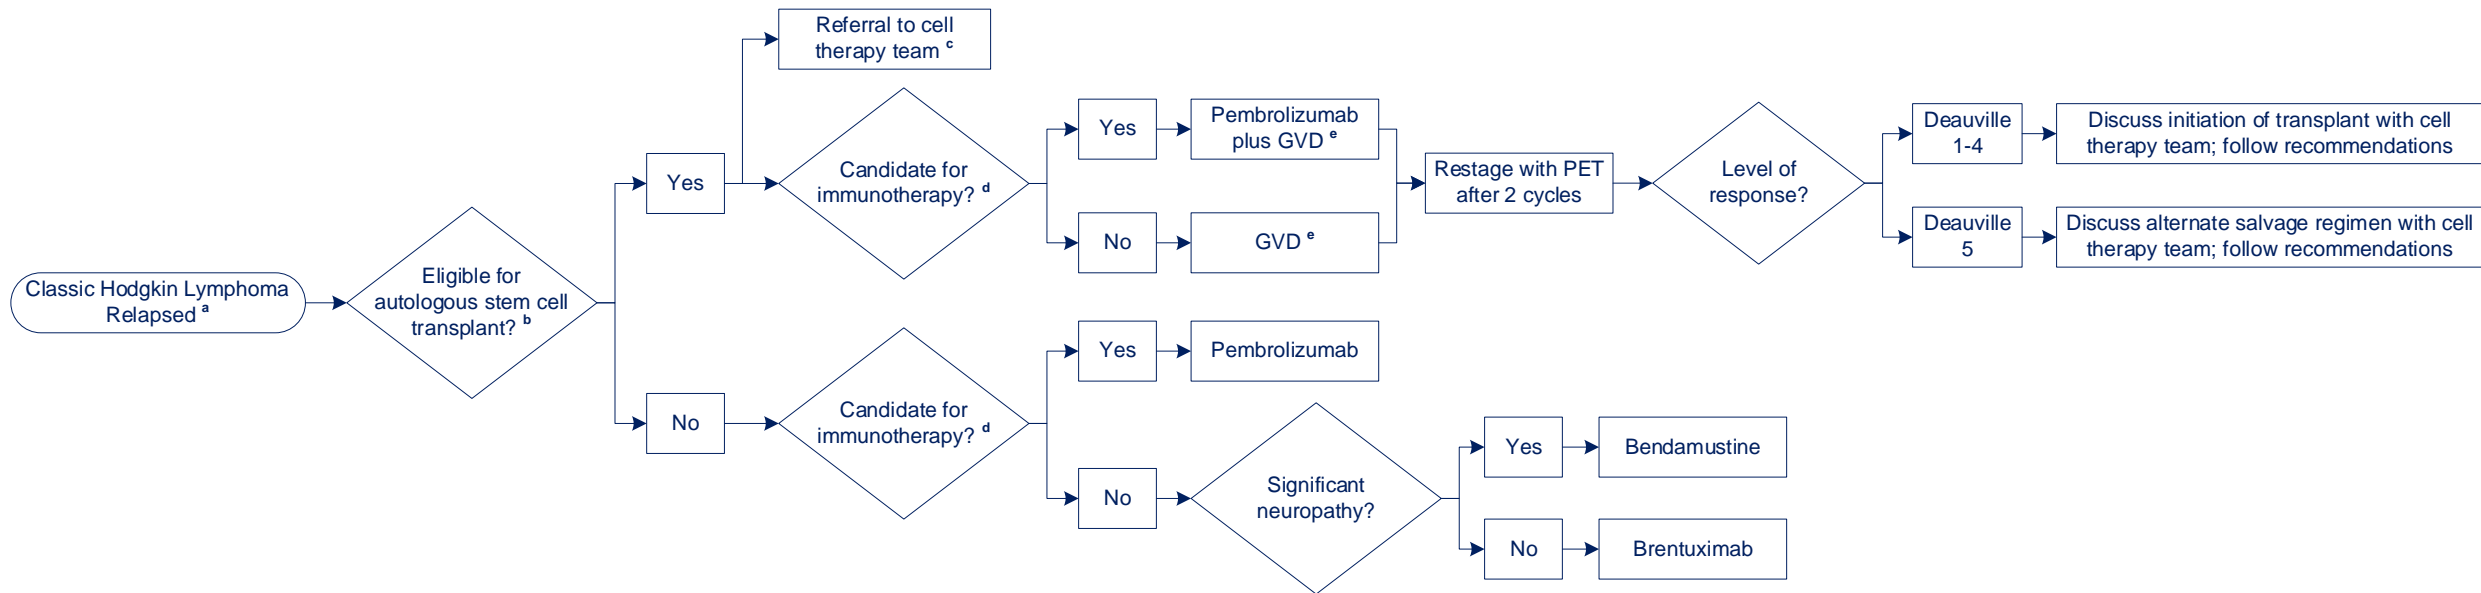 Classic Hodgkin Lymphoma
Relapsed a
Eligible for
autologous stem cell
transplant? b
Yes
Referral to cell
therapy team c
Candidate for
immunotherapy? d
Yes
Pembrolizumab
plus GVD e
No
GVD e
Restage with PET
after 2 cycles
Level of
response?
Deauville
1-4
Discuss initiation of transplant with cell
therapy team; follow recommendations
Deauville
5
Discuss alternate salvage regimen with cell
therapy team; follow recommendations
No
Candidate for
immunotherapy? d
Yes
Pembrolizumab
No
Significant
neuropathy?
Yes
Bendamustine
No
Brentuximab